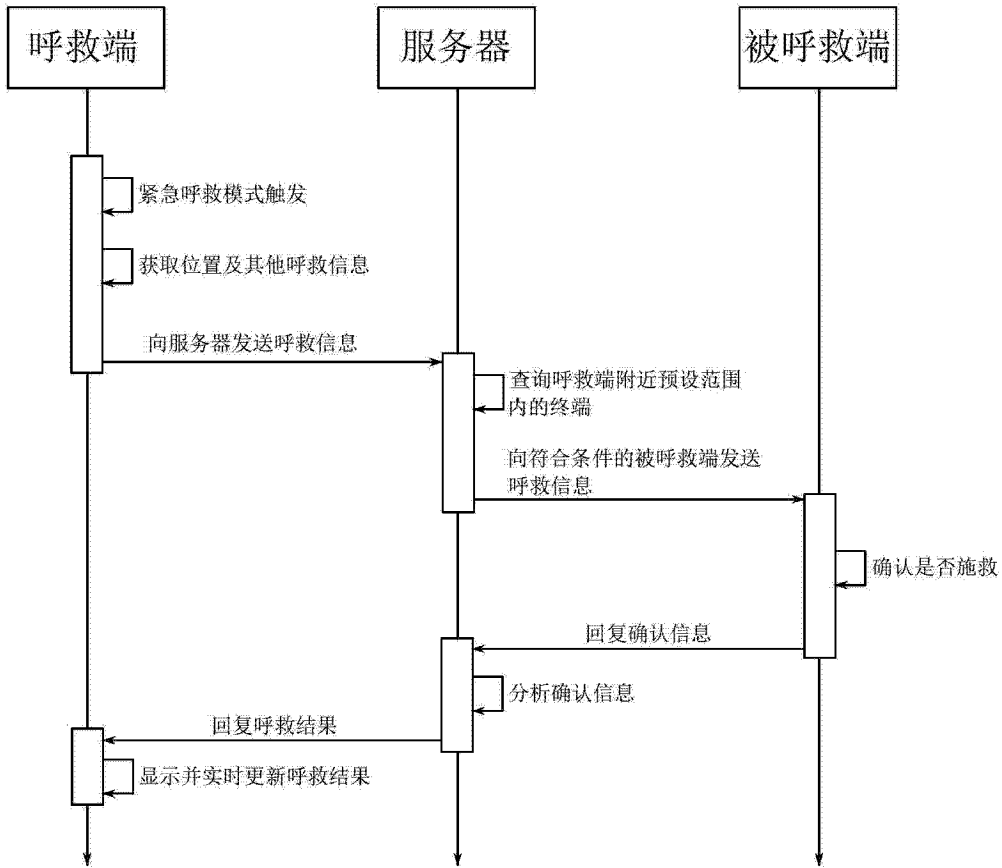 呼救端
服务器
被呼救端
紧急呼救模式触发
获取位置及其他呼救信息
向服务器发送呼救信息
查询呼救端附近预设范围
内的终端
向符合条件的被呼救端发送
呼救信息
确认是否施救
回复确认信息
分析确认信息
回复呼救结果
显示并实时更新呼救结果